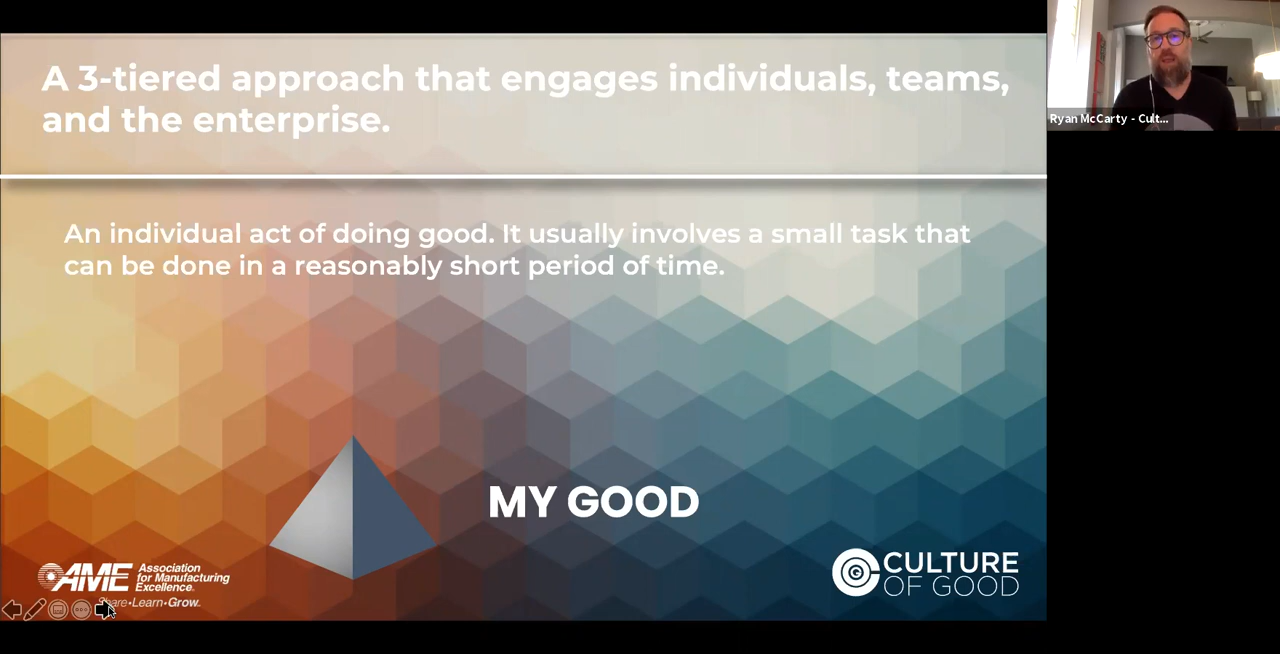 A 3-tiered approach that engages individuals, teams,
and the enterprise.
Ryan McCarty - Cult...
An individual act of doing good. It usually involves a small task that
can be done in a reasonably short period of time.
MY GOOD
AME Association
for Manufacturing
Excellence.
Share•Learn•Grow.
CULTURE
OF GOOD
G